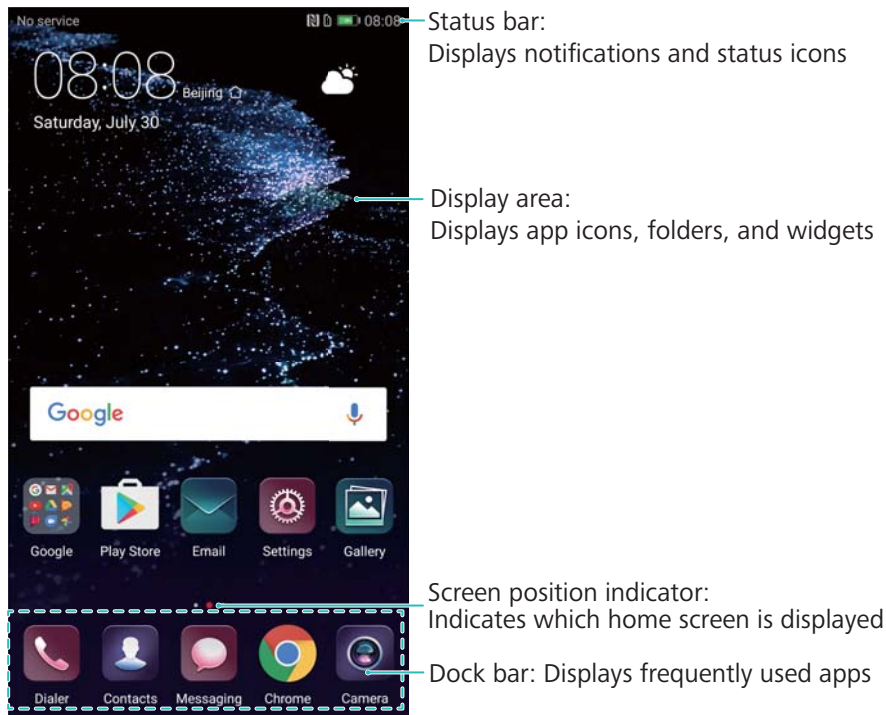 No service 08:08
Status bar:
Displays notifications and status icons
08:08 Beijing
Saturday, July 30
Display area:
Displays app icons, folders, and widgets
Google
Google Play Store Email Settings Gallery
Screen position indicator:
Indicates which home screen is displayed
Dock bar: Displays frequently used apps
Dialer Contacts Messaging Chrome Camera